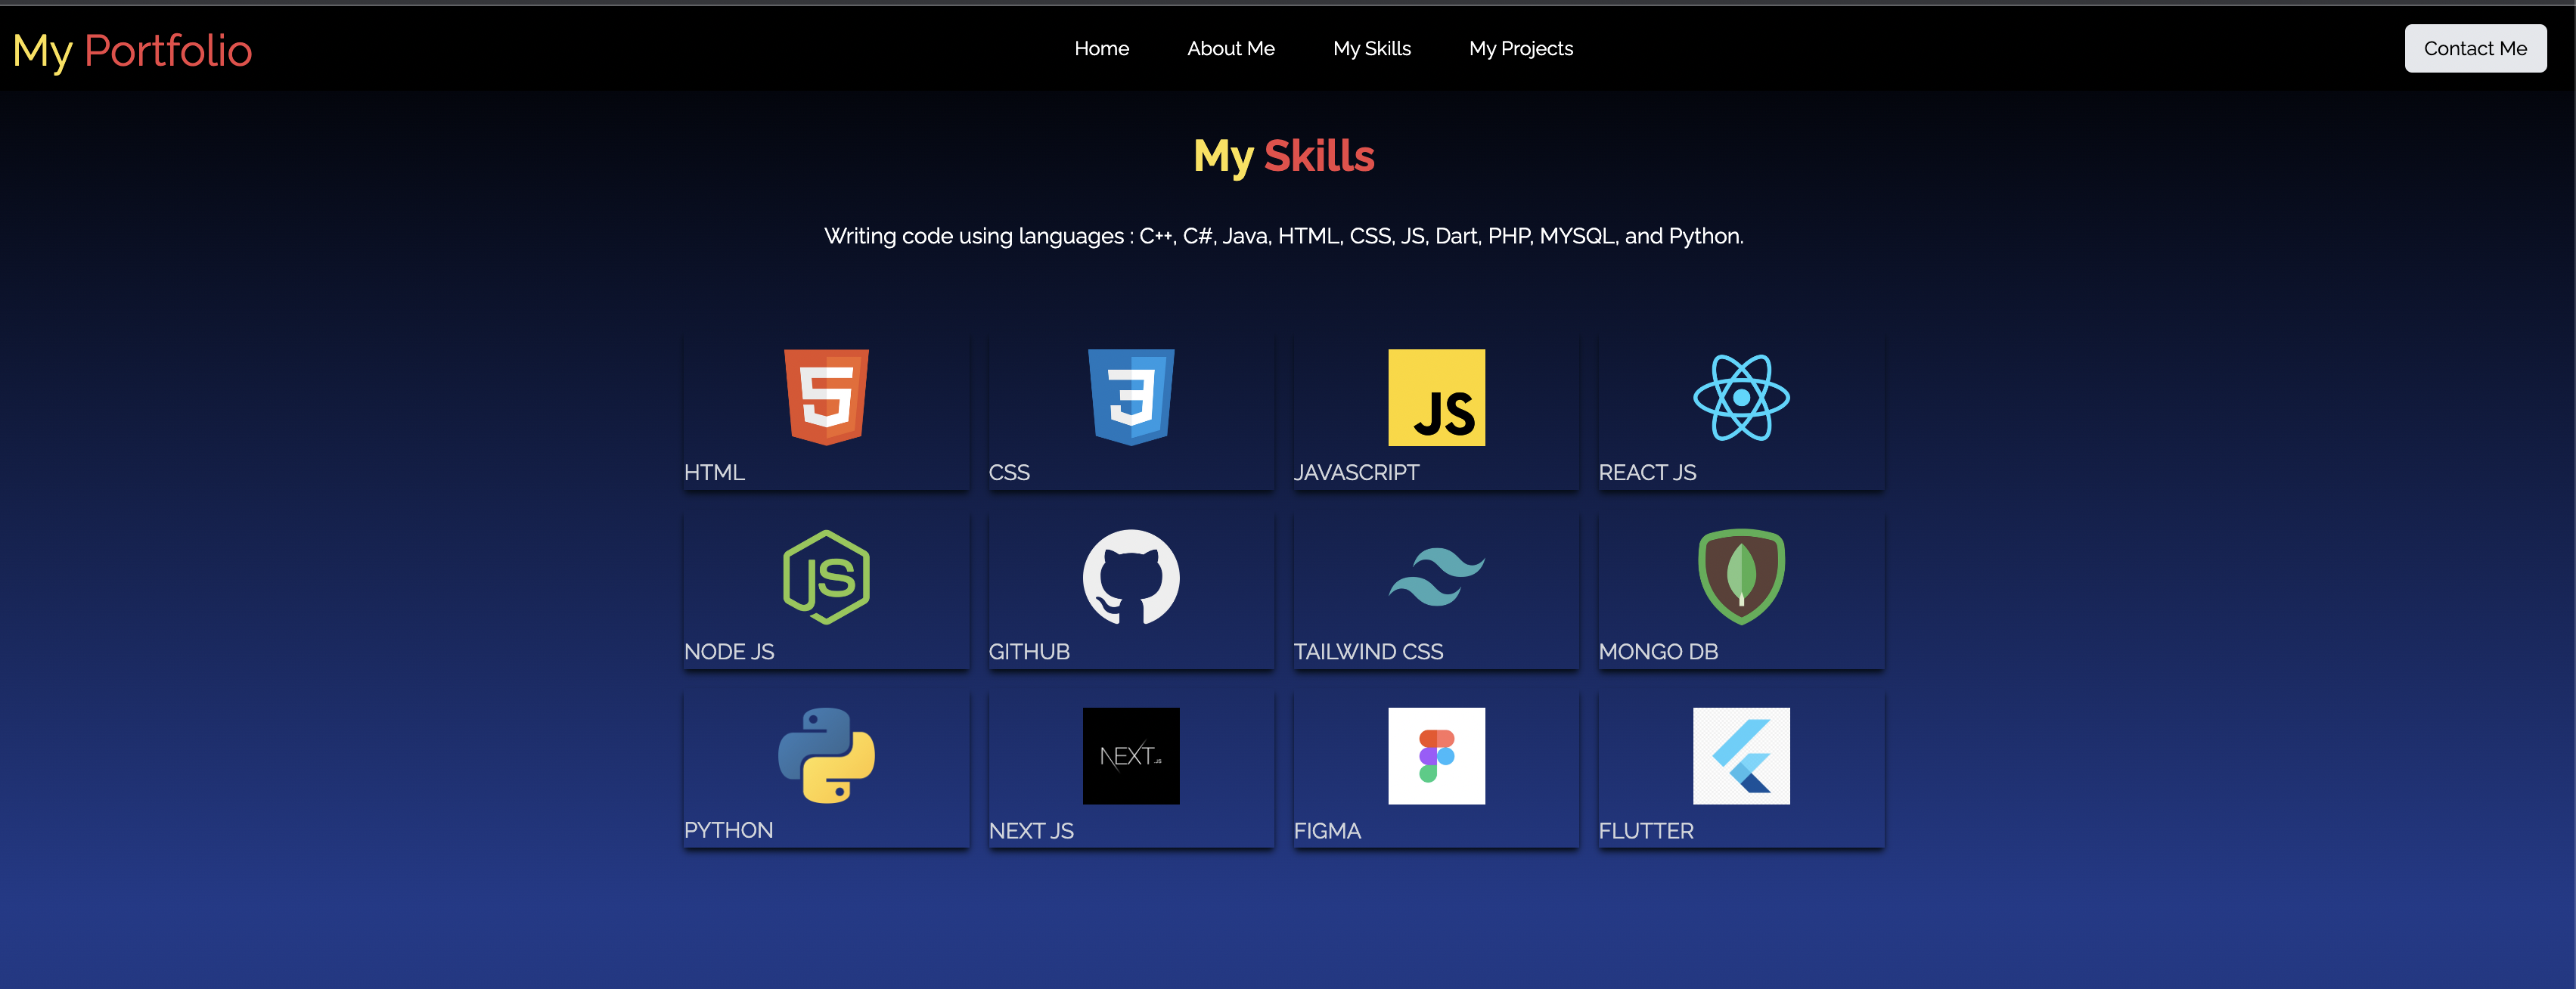 My Portfolio
Home About Me My Skills My Projects
Contact Me
My Skills
Writing code using languages : C++, C#, Java, HTML, CSS, JS, Dart, PHP, MYSQL, and Python.
5 3 JS
HTML CSS JAVASCRIPT REACT JS
JS
NODE JS GITHUB TAILWIND CSS MONGO DB
NEXT.JS
PYTHON NEXT JS FIGMA FLUTTER